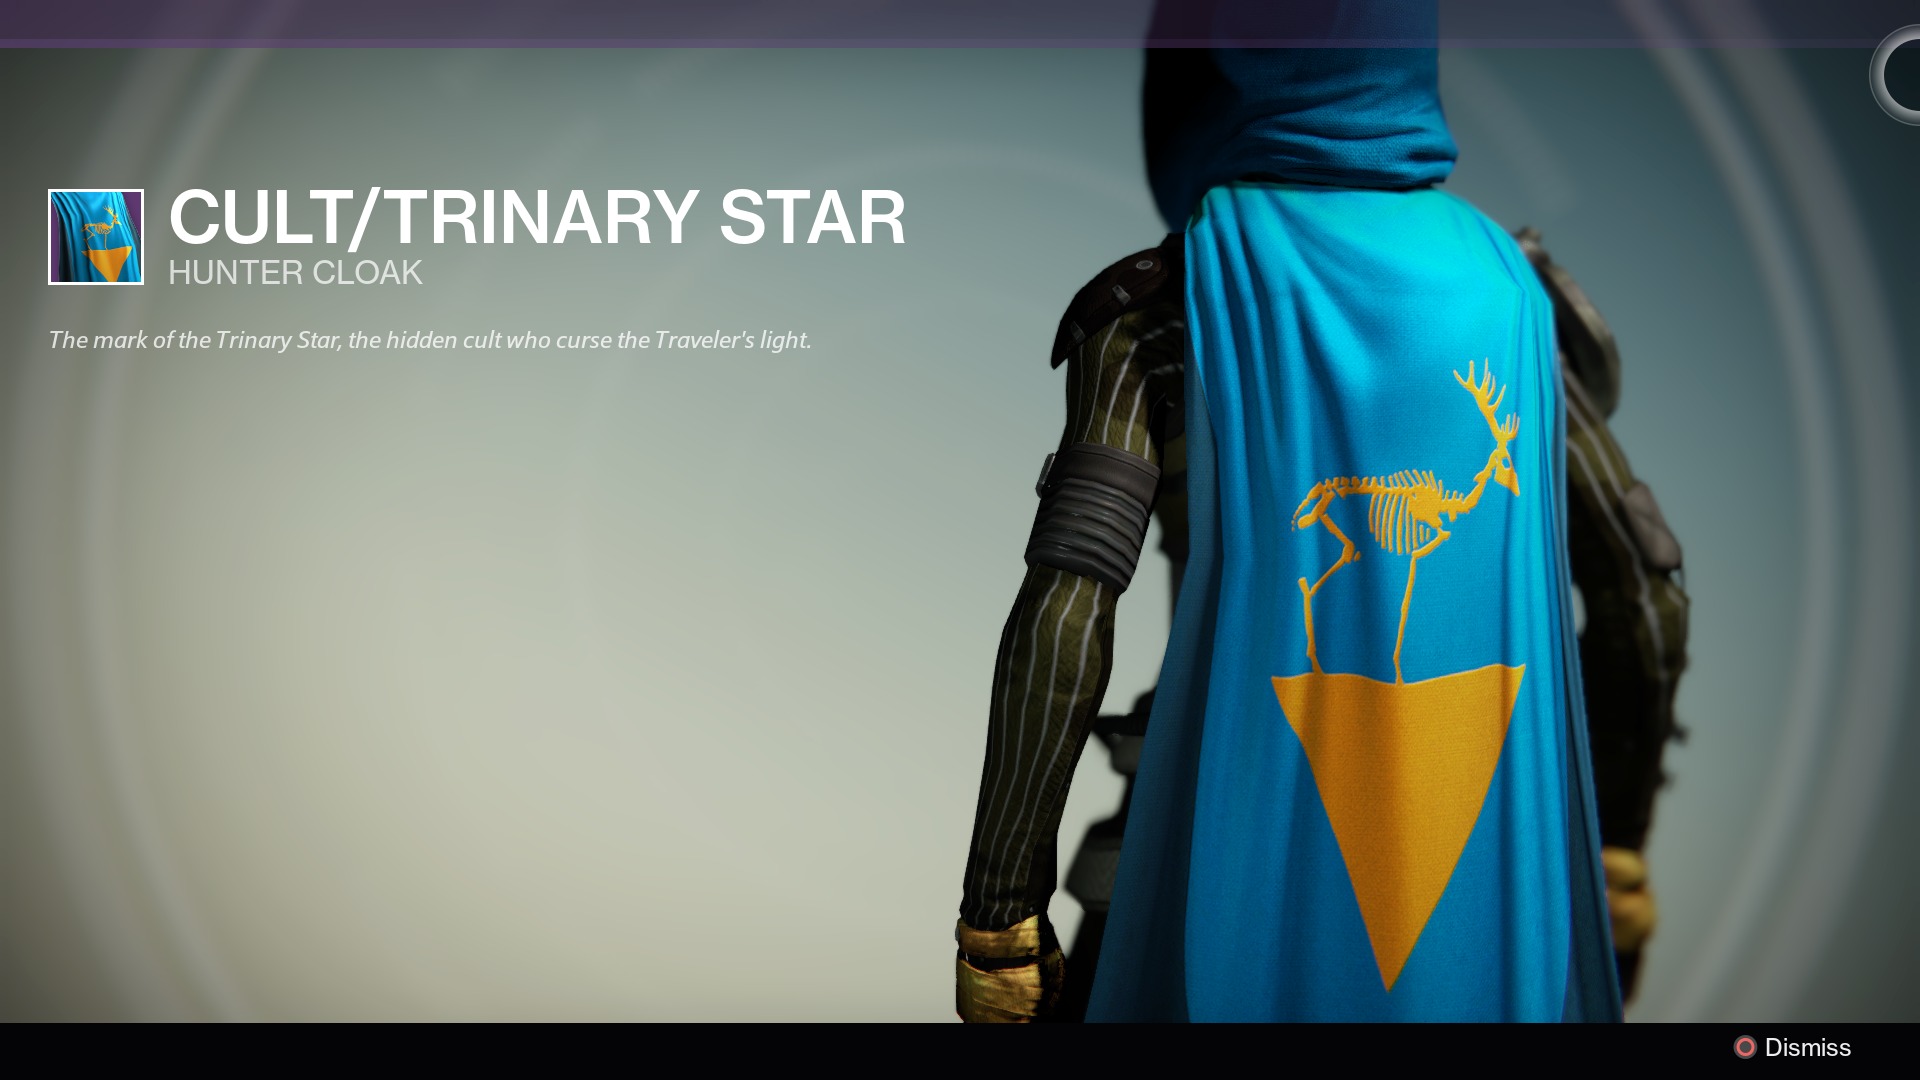 CULT/TRINARY STAR
HUNTER CLOAK
The mark of the Trinary Star, the hidden cult who curse the Traveler's light.
Dismiss